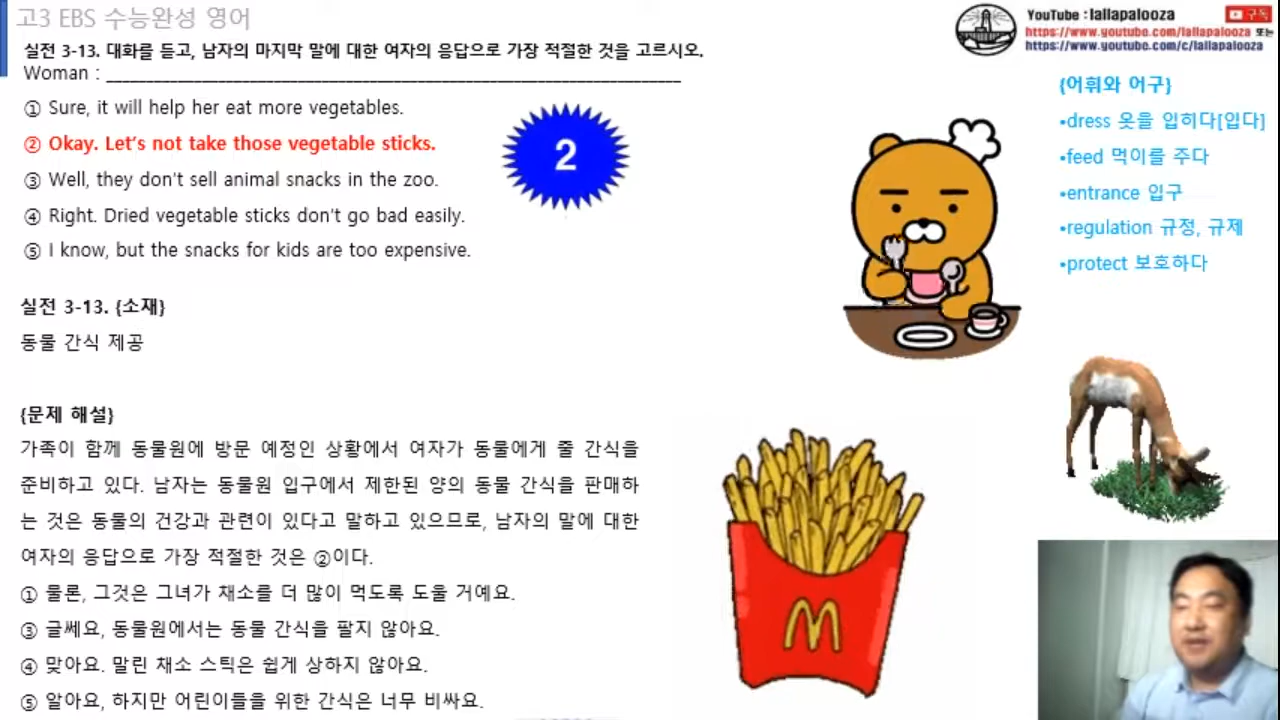 고3 EBS 수능완성 영어
YouTube : lallapalooza
구독
https://www.youtube.com/lallapalooza 또는
https://www.youtube.com/c/lallapalooza
실전 3-13. 대화를 듣고, 남자의 마지막 말에 대한 여자의 응답으로 가장 적절한 것을 고르시오.
Woman : ________________________________________________
① Sure, it will help her eat more vegetables.
② Okay. Let's not take those vegetable sticks.
③ Well, they don't sell animal snacks in the zoo.
④ Right. Dried vegetable sticks don't go bad easily.
⑤ I know, but the snacks for kids are too expensive.
2
{어휘와 어구}
•dress 옷을 입히다[입다]
•feed 먹이를 주다
•entrance 입구
•regulation 규정, 규제
•protect 보호하다
실전 3-13. {소재}
동물 간식 제공
{문제 해설}
가족이 함께 동물원에 방문 예정인 상황에서 여자가 동물에게 줄 간식을
준비하고 있다. 남자는 동물원 입구에서 제한된 양의 동물 간식을 판매하
는 것은 동물의 건강과 관련이 있다고 말하고 있으므로, 남자의 말에 대한
여자의 응답으로 가장 적절한 것은 ②이다.
① 물론, 그것은 그녀가 채소를 더 많이 먹도록 도울 거예요.
③ 글쎄요, 동물원에서는 동물 간식을 팔지 않아요.
④ 맞아요. 말린 채소 스틱은 쉽게 상하지 않아요.
⑤ 알아요, 하지만 어린이들을 위한 간식은 너무 비싸요.
M